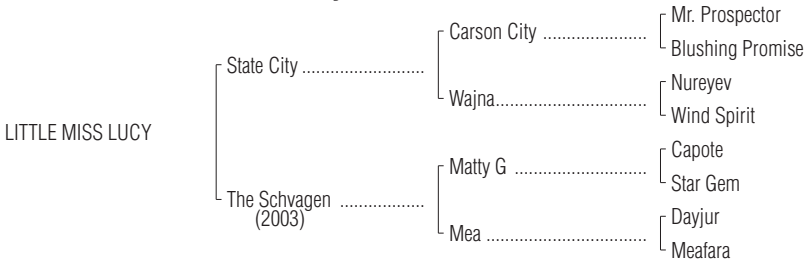 Mr. Prospector
Carson City ......................
Blushing Promise
State City .........................
Nureyev
Wajna................................
Wind Spirit
LITTLE MISS LUCY
Capote
Matty G ............................
Star Gem
The Schvagen .................
(2003)
Dayjur
Mea .................................
Meafara